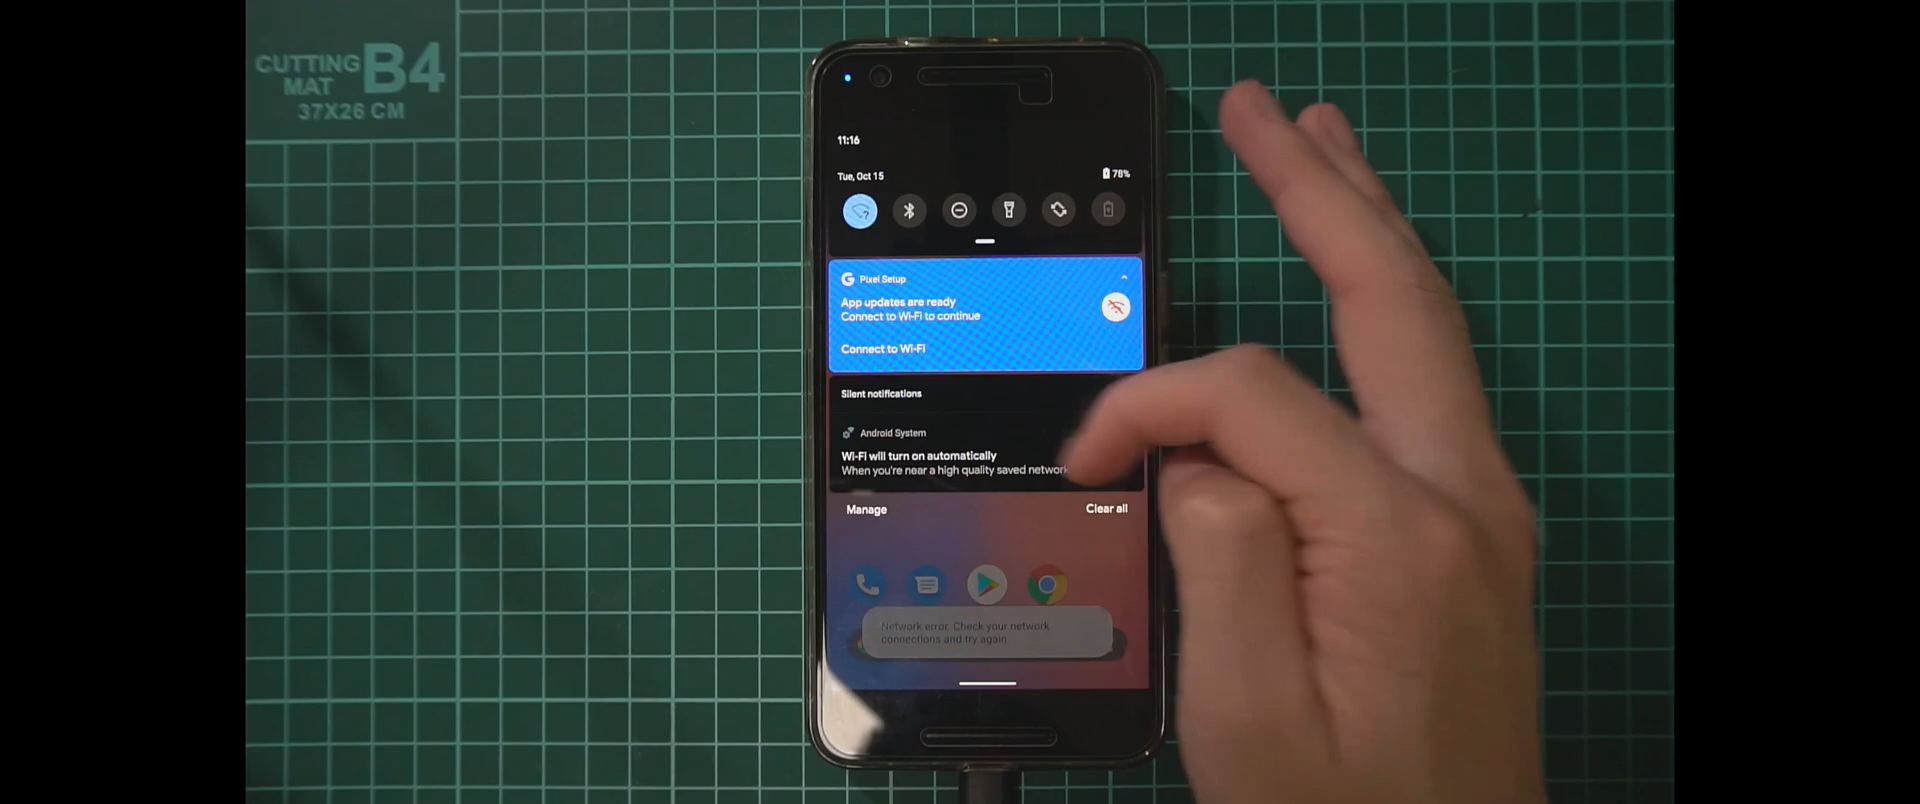 CUTTING
MAT
B4
37X26 CM
11:16
Tue, Oct 15
78%
Pixel Setup
App updates are ready
Connect to Wi-Fi to continue
Connect to Wi-Fi
Silent notifications
Android System
Wi-Fi will turn on automatically
When you're near a high quality saved network
Manage
Clear all
Network error. Check your network
connections and try again